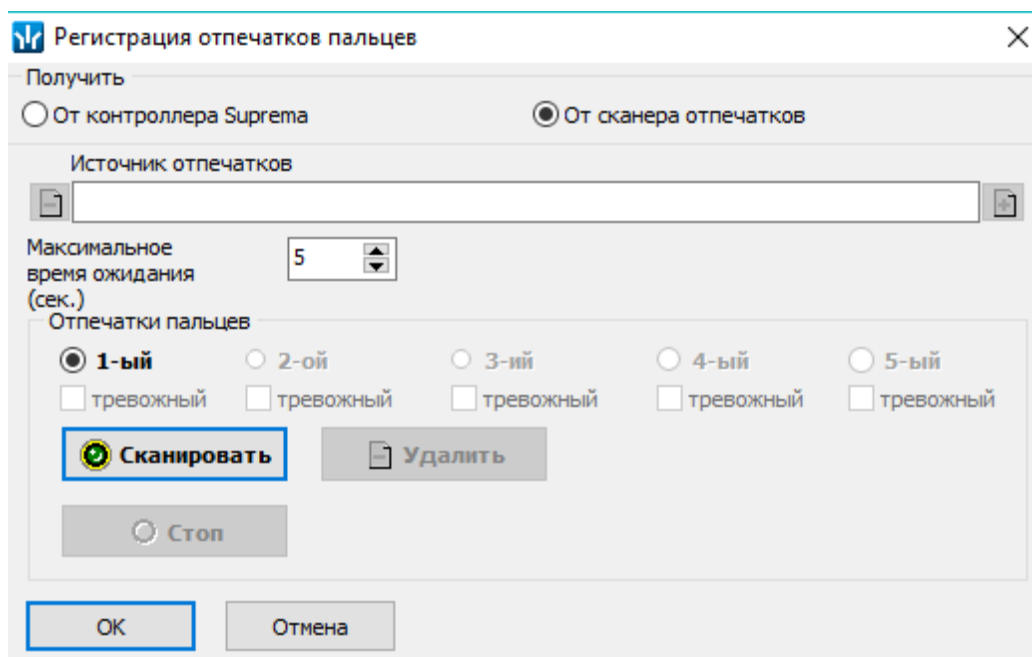 Регистрация отпечатков пальцев
Получить
От контроллера Suprema От сканера отпечатков
Источник отпечатков
Максимальное
время ожидания
(сек.)
5
Отпечатки пальцев
1-ый 2-ой 3-ий 4-ый 5-ый
тревожный тревожный тревожный тревожный тревожный
Сканировать Удалить
Стоп
ОК Отмена